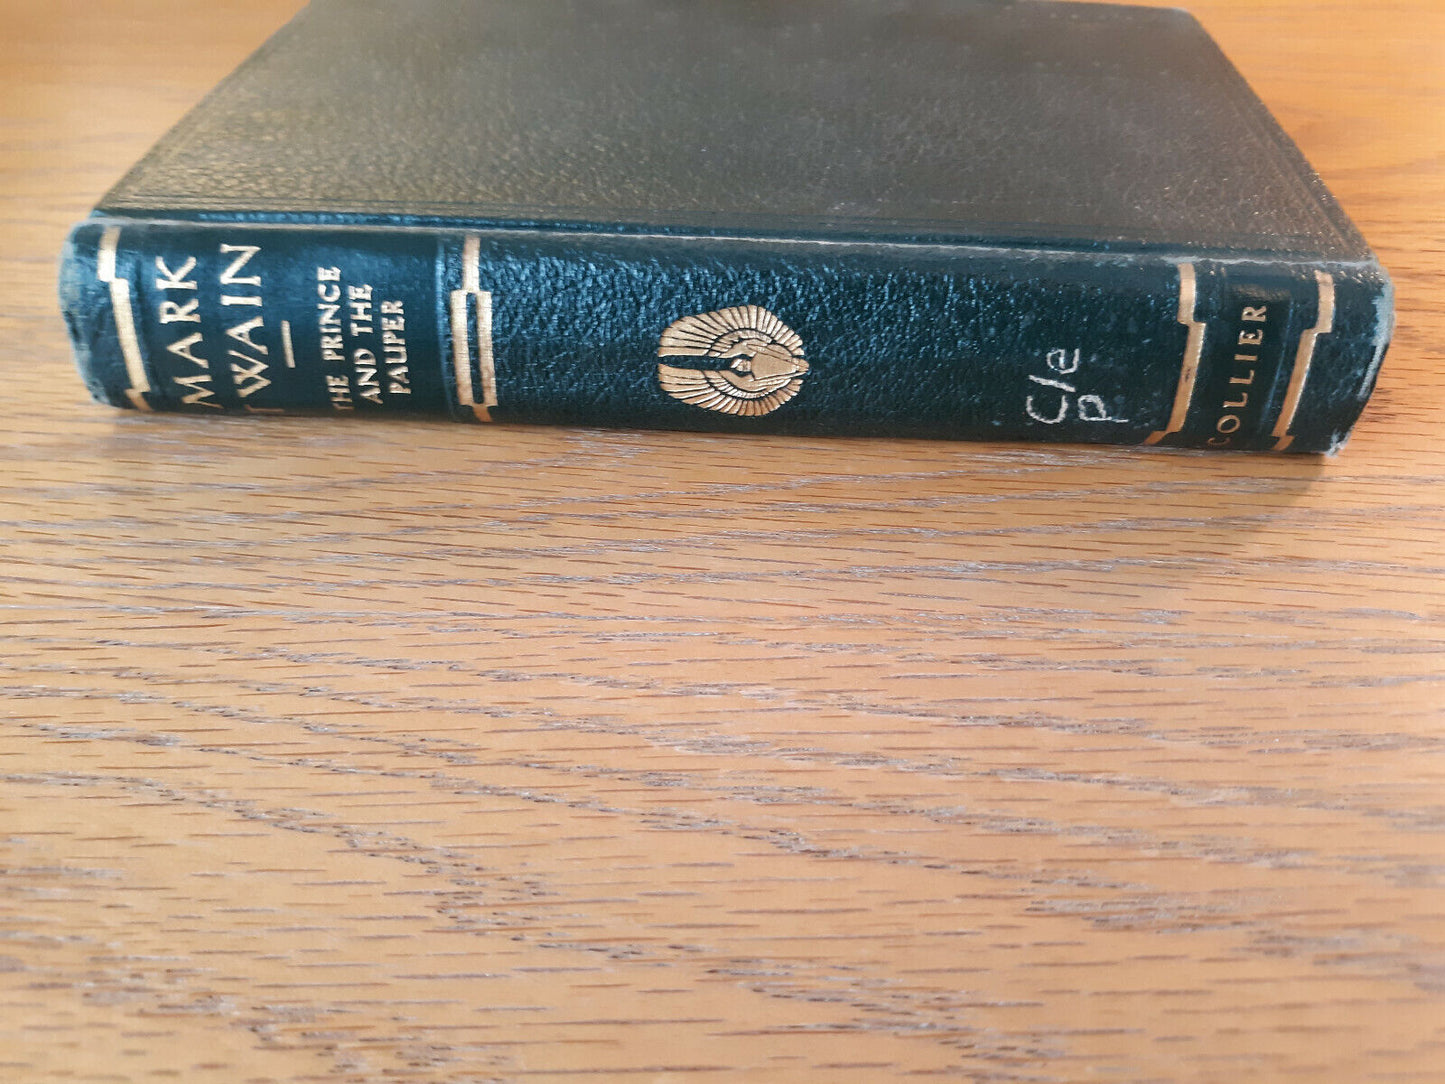 MARK
TWAIN
THE PRINCE
AND THE
PAUPER
C/e
P
COLLIER